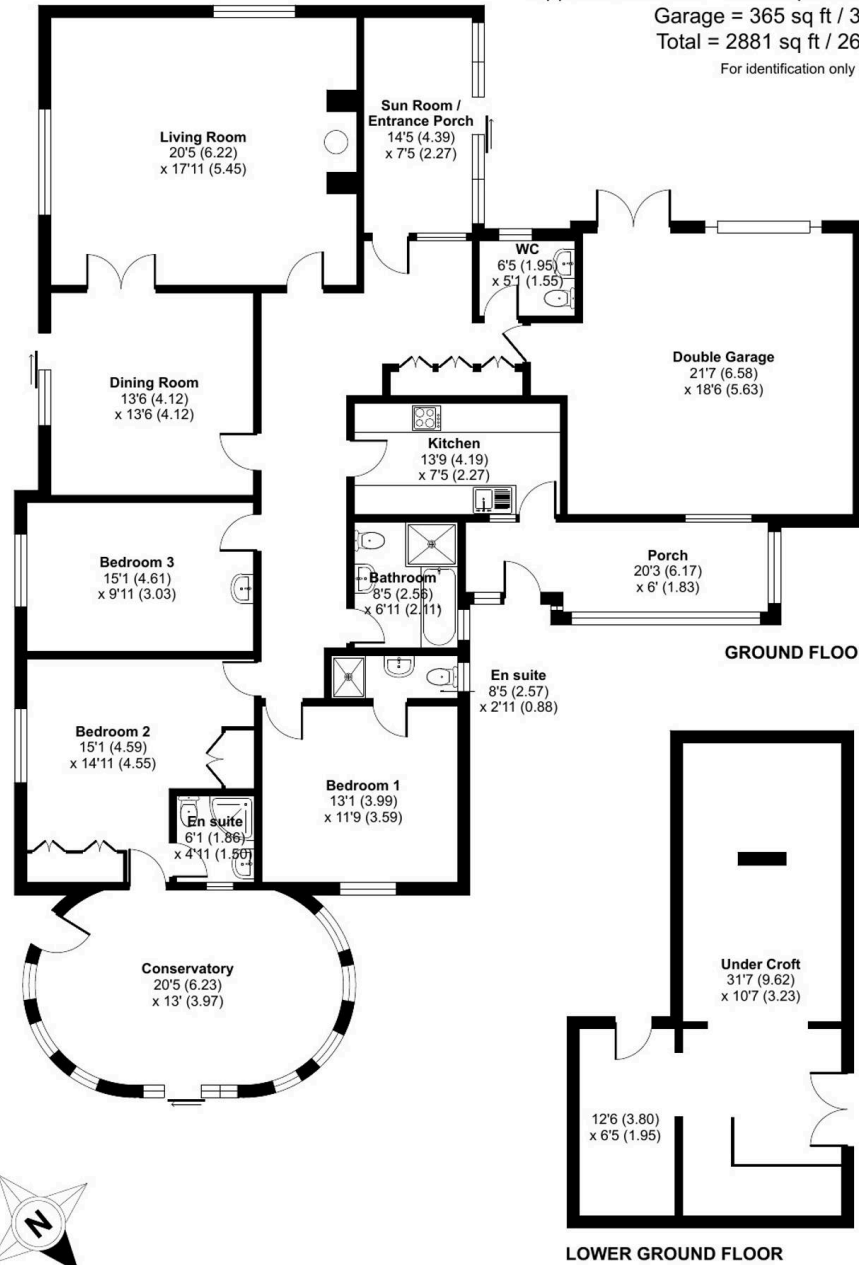 Garage = 365 sq ft / 3
Total = 2881 sq ft / 26
For identification only
Living Room
20'5 (6.22)
x 17'11 (5.45)
Sun Room /
Entrance Porch
14'5 (4.39)
x 7'5 (2.27)
WC
6'5 (1.95)
x 5'1 (1.55)
Double Garage
21'7 (6.58)
x 18'6 (5.63)
Dining Room
13'6 (4.12)
x 13'6 (4.12)
Kitchen
13'9 (4.19)
x 7'5 (2.27)
Bedroom 3
15'1 (4.61)
x 9'11 (3.03)
Bathroom
8'5 (2.56)
x 6'11 (2.11)
Porch
20'3 (6.17)
x 6' (1.83)
GROUND FLOO
En suite
8'5 (2.57)
x 2'11 (0.88)
Bedroom 2
15'1 (4.59)
x 14'11 (4.55)
Bedroom 1
13'1 (3.99)
x 11'9 (3.59)
En suite
6'1 (1.86)
x 4'11 (1.50)
Conservatory
20'5 (6.23)
x 13' (3.97)
Under Croft
31'7 (9.62)
x 10'7 (3.23)
12'6 (3.80)
x 6'5 (1.95)
N
LOWER GROUND FLOOR